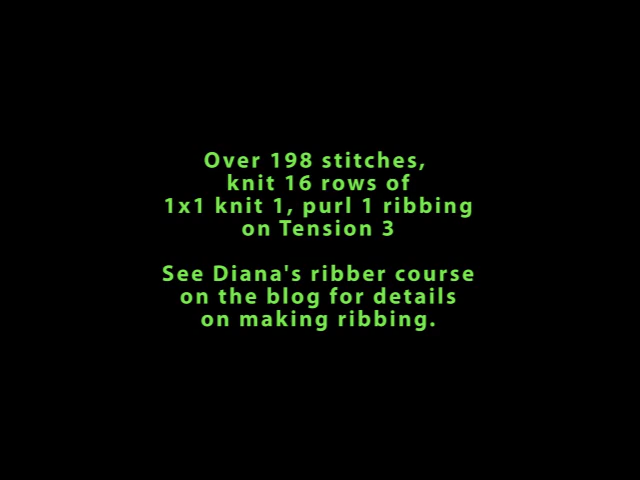 Over 198 stitches,
knit 16 rows of
1x1 knit 1, purl 1 ribbing
on Tension 3
See Diana's ribber course
on the blog for details
on making ribbing.